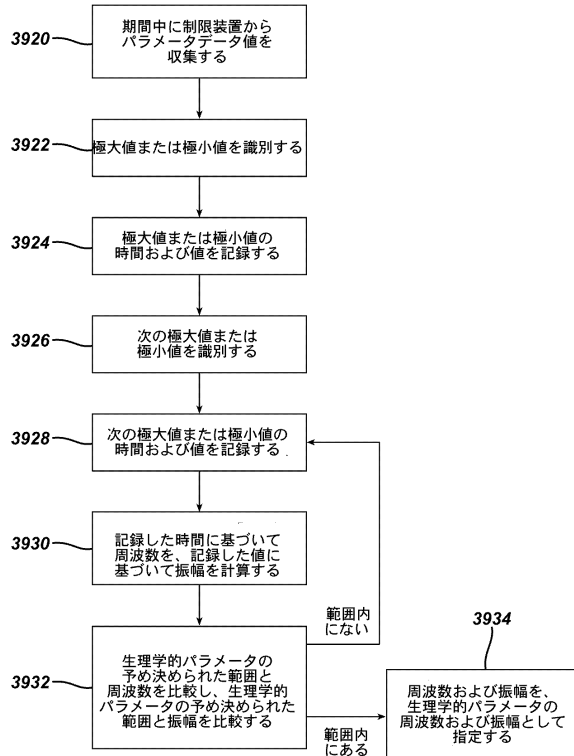 3920
期間中に制限装置から
パラメータデータ値を
収集する
3922
極大値または極小値を識別する
3924
極大値または極小値の
時間および値を記録する
3926
次の極大値または
極小値を識別する
3928
次の極大値または極小値の
時間および値を記録する
3930
記録した時間に基づいて
周波数を、記録した値に
基づいて振幅を計算する
範囲内
にない
3932
生理学的パラメータの
予め決められた範囲と
周波数を比較し、生理学的
パラメータの予め決められた
範囲と振幅を比較する
範囲内
にある
3934
周波数および振幅を、
生理学的パラメータの
周波数および振幅として
指定する